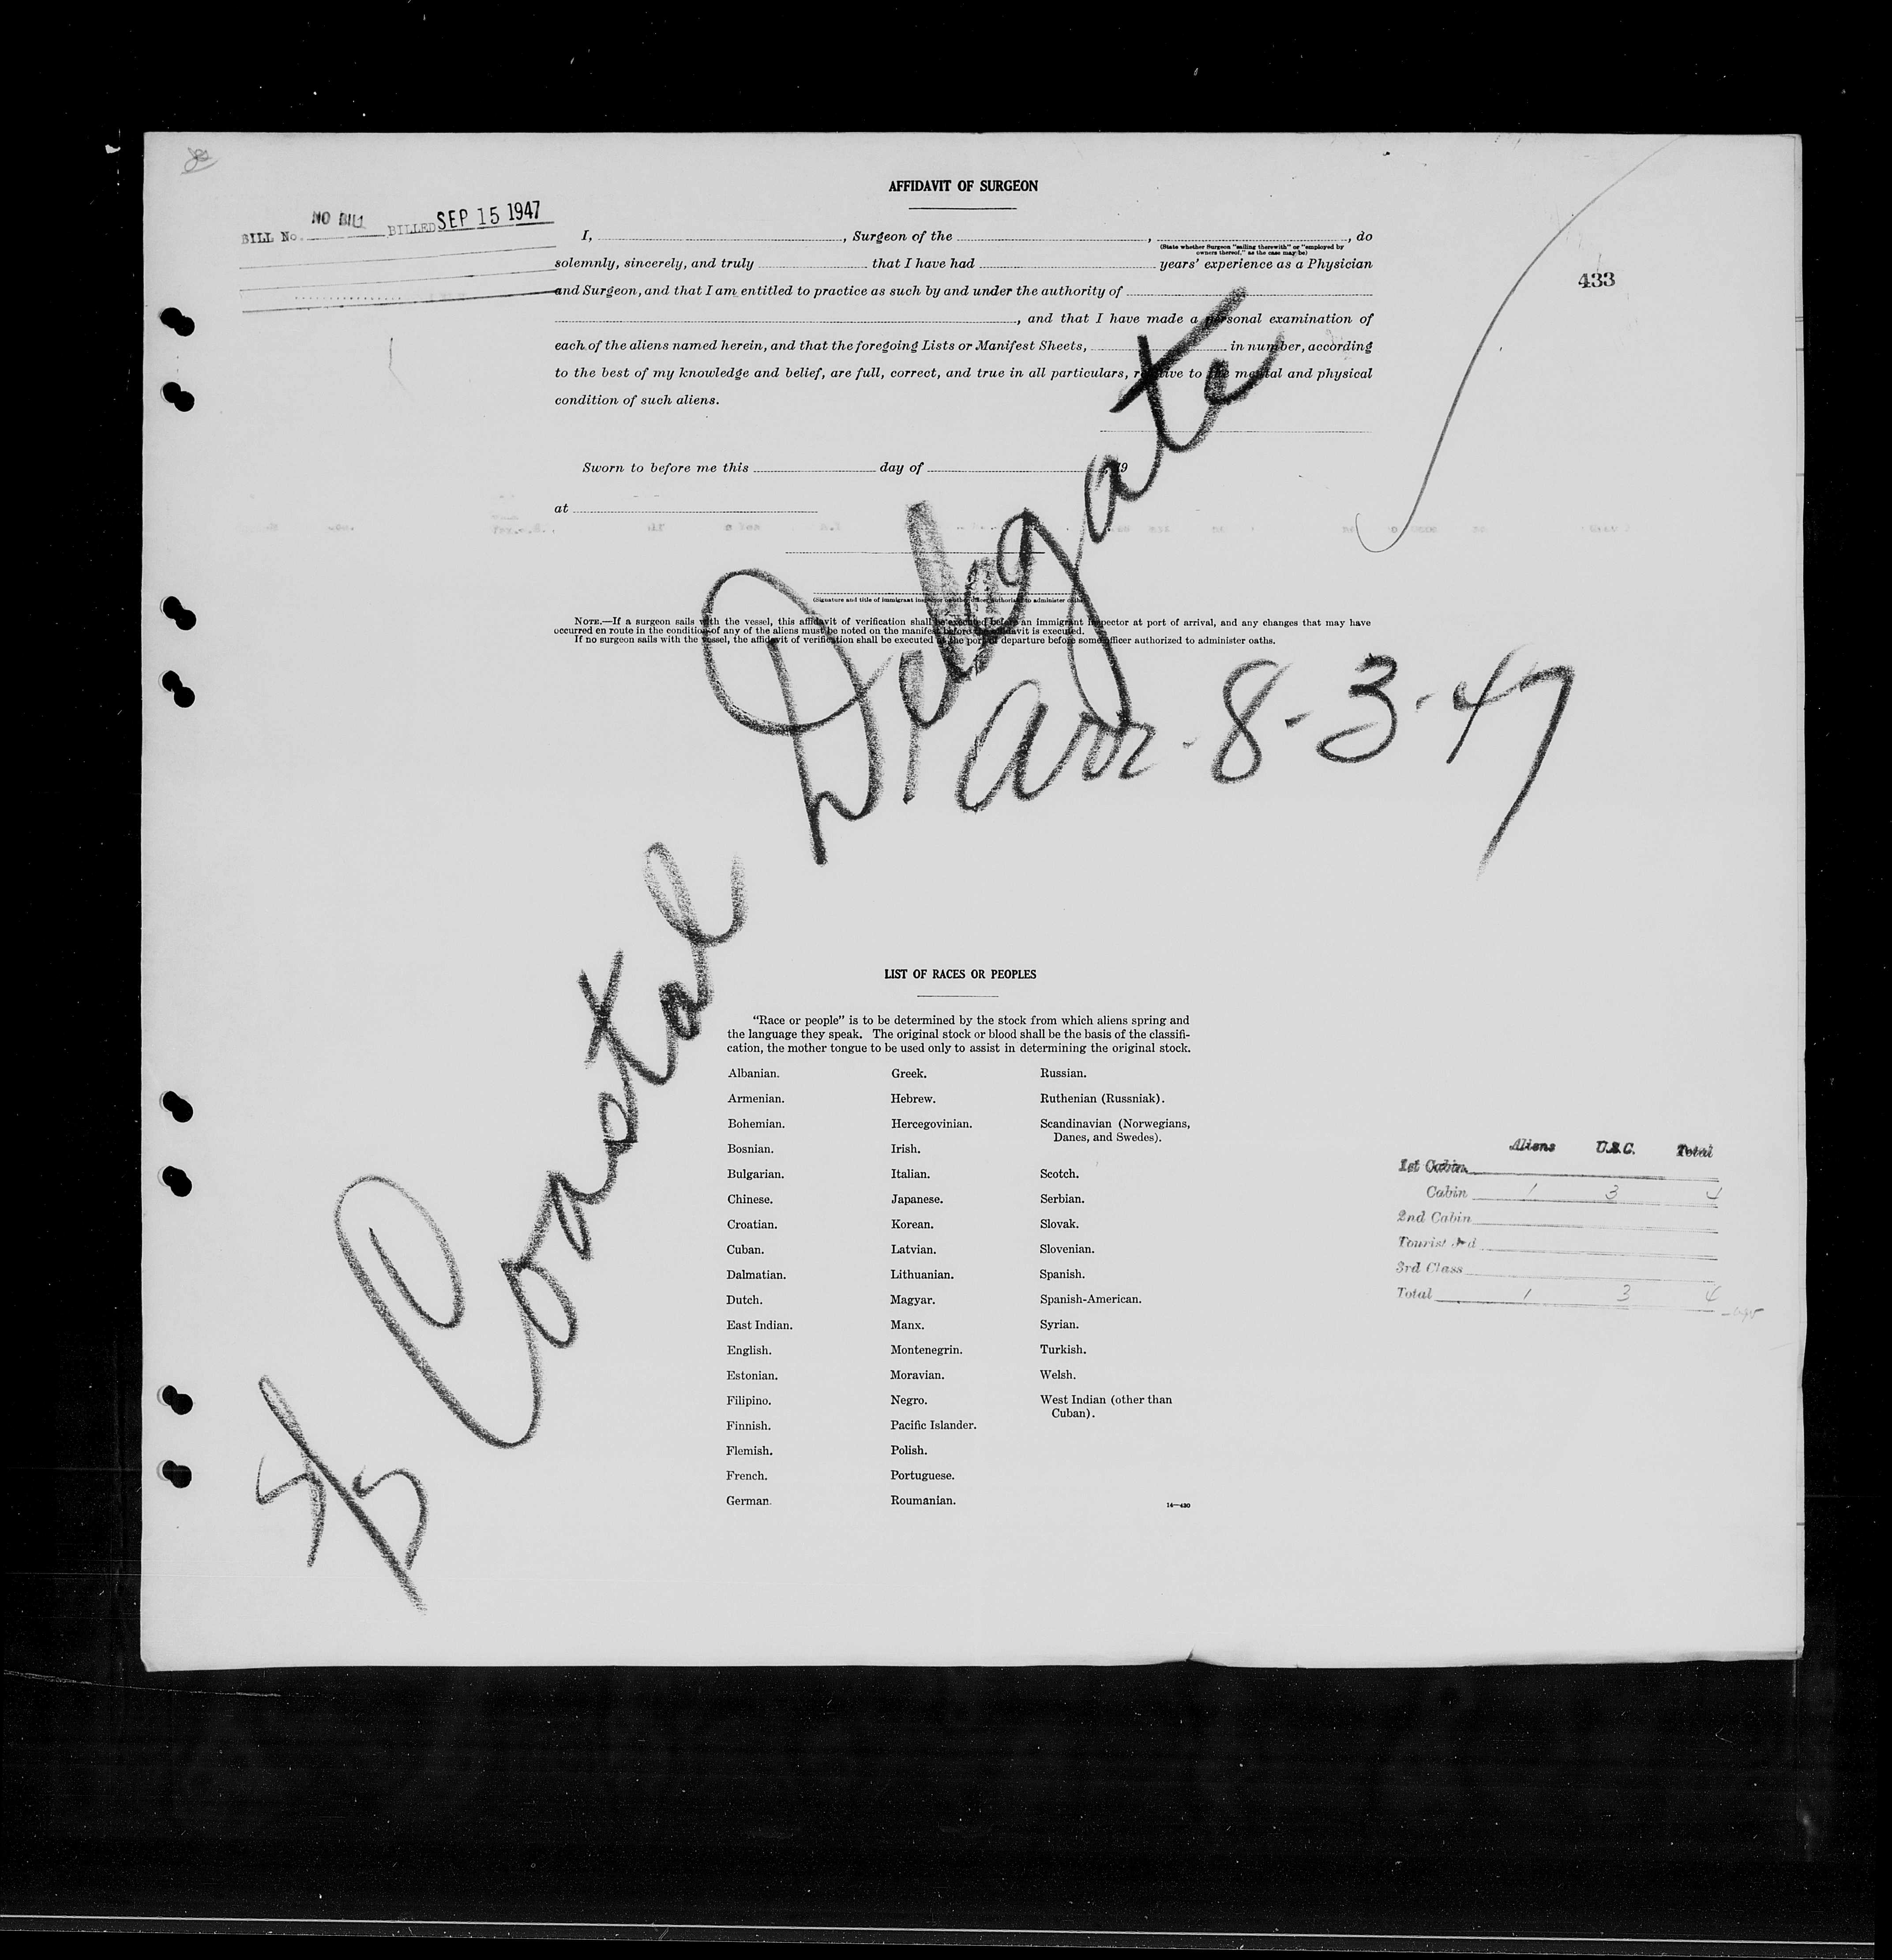 AFFIDAVIT OF SURGEON
BILL No. NO BILL BILLED SEP 15 1947
I, , Surgeon of the , , do
(State whether Surgeon "sailing therewith" or "employed by
owners thereof," as the case may be)
solemnly, sincerely, and truly that I have had years' experience as a Physician
433
and Surgeon, and that I am entitled to practice as such by and under the authority of
, and that I have made a personal examination of
each of the aliens named herein, and that the foregoing Lists or Manifest Sheets, in number, according
to the best of my knowledge and belief, are full, correct, and true in all particulars, relative to the mental and physical
condition of such aliens.
Sworn to before me this day of , 19
at
(Signature and title of immigrant inspector or other officer authorized to administer oaths)
NOTE.—If a surgeon sails with the vessel, this affidavit of verification shall be executed before an immigrant inspector at port of arrival, and any changes that may have
occurred en route in the condition of any of the aliens must be noted on the manifest before the affidavit is executed.
If no surgeon sails with the vessel, the affidavit of verification shall be executed at the port of departure before some officer authorized to administer oaths.
S/S Coastal Delegate
Arr - 8-3-47
LIST OF RACES OR PEOPLES
"Race or people" is to be determined by the stock from which aliens spring and
the language they speak. The original stock or blood shall be the basis of the classifi-
cation, the mother tongue to be used only to assist in determining the original stock.
Albanian.
Armenian.
Bohemian.
Bosnian.
Bulgarian.
Chinese.
Croatian.
Cuban.
Dalmatian.
Dutch.
East Indian.
English.
Estonian.
Filipino.
Finnish.
Flemish.
French.
German.
Greek.
Hebrew.
Hercegovinian.
Irish.
Italian.
Japanese.
Korean.
Latvian.
Lithuanian.
Magyar.
Manx.
Montenegrin.
Moravian.
Negro.
Pacific Islander.
Polish.
Portuguese.
Roumanian.
Russian.
Ruthenian (Russniak).
Scandinavian (Norwegians,
Danes, and Swedes).
Scotch.
Serbian.
Slovak.
Slovenian.
Spanish.
Spanish-American.
Syrian.
Turkish.
Welsh.
West Indian (other than
Cuban).
14—430
Aliens U.S.C. Total
1st Cabin
Cabin 1 3 4
2nd Cabin
Tourist 3rd
3rd Class
Total 1 3 4